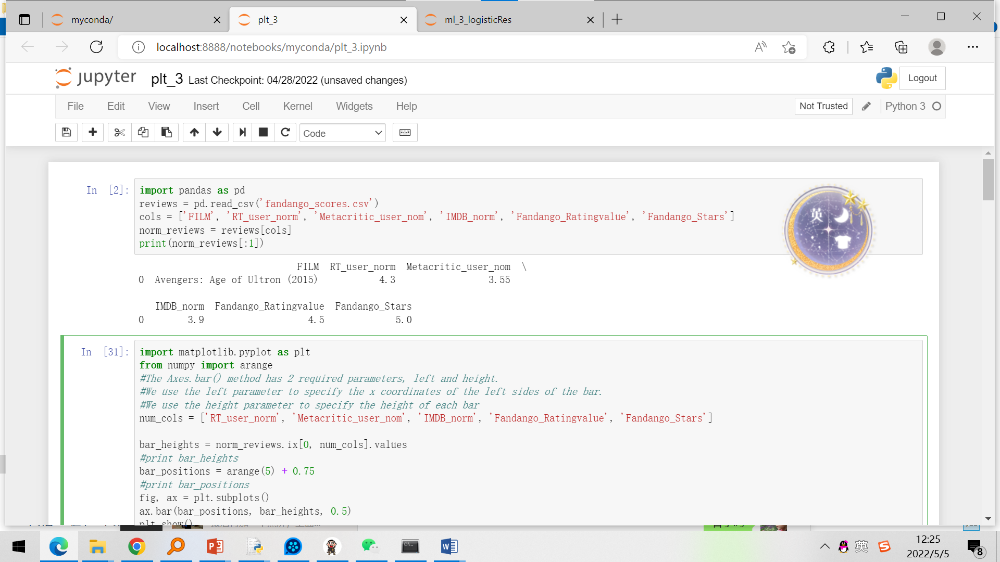 myconda/
plt_3
ml_3_logisticRes
localhost:8888/notebooks/myconda/plt_3.ipynb
jupyter plt_3 Last Checkpoint: 04/28/2022 (unsaved changes)
Logout
File Edit View Insert Cell Kernel Widgets Help
Not Trusted
Python 3
Code
In [2]: import pandas as pd
reviews = pd.read_csv('fandango_scores.csv')
cols = ['FILM', 'RT_user_norm', 'Metacritic_user_nom', 'IMDB_norm', 'Fandango_Ratingvalue', 'Fandango_Stars']
norm_reviews = reviews[cols]
print(norm_reviews[:1])
英
FILM RT_user_norm Metacritic_user_nom \
0 Avengers: Age of Ultron (2015) 4.3 3.55
IMDB_norm Fandango_Ratingvalue Fandango_Stars
0 3.9 4.5 5.0
In [31]: import matplotlib.pyplot as plt
from numpy import arange
#The Axes.bar() method has 2 required parameters, left and height.
#We use the left parameter to specify the x coordinates of the left sides of the bar.
#We use the height parameter to specify the height of each bar
num_cols = ['RT_user_norm', 'Metacritic_user_nom', 'IMDB_norm', 'Fandango_Ratingvalue', 'Fandango_Stars']
bar_heights = norm_reviews.ix[0, num_cols].values
#print bar_heights
bar_positions = arange(5) + 0.75
#print bar_positions
fig, ax = plt.subplots()
ax.bar(bar_positions, bar_heights, 0.5)
plt.show()
英
12:25
2022/5/5
8